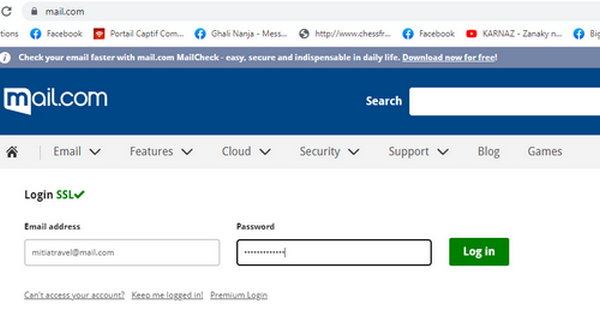 mail.com
tions Facebook Portail Captif Com... Ghali Nanja - Mess... http://www.chessfr... Facebook KARNAZ - Zanaky n... Facebook Big
Check your email faster with mail.com MailCheck - easy, secure and indispensable in daily life. Download now for free!
mail.com Search
Email Features Cloud Security Support Blog Games
Login SSL
Email address Password
mitiatravel@mail.com Log in
Can't access your account? Keep me logged in! Premium Login